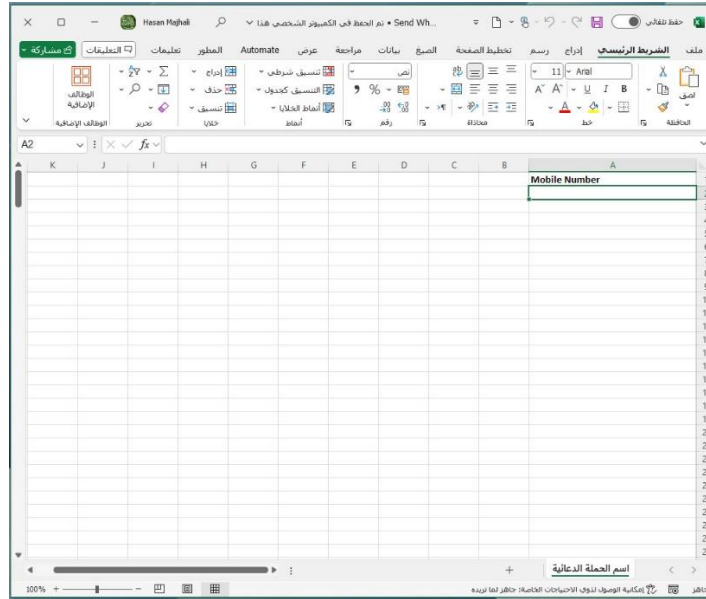 حفظ تلقائي Send Wh... • تم الحفظ في الكمبيوتر الشخصي هذا Hasan Majhali
ملف الشريط الرئيسي إدراج رسم تخطيط الصفحة الصيغ بيانات مراجعة عرض Automate المطور تعليمات التعليقات مشاركة
لصق Arial 11 نص تنسيق شرطي إدراج
B I U A A % التنسيق كجدول حذف الوظائف الإضافية
أنماط الخلايا تنسيق
الحافظة خط محاذاة رقم أنماط خلايا تحرير الوظائف الإضافية
A2 fx
A B C D E F G H I J K
Mobile Number
اسم الحملة الدعائية
جاهز إمكانية الوصول لذوي الاحتياجات الخاصة: جاهز لما تريده 100%